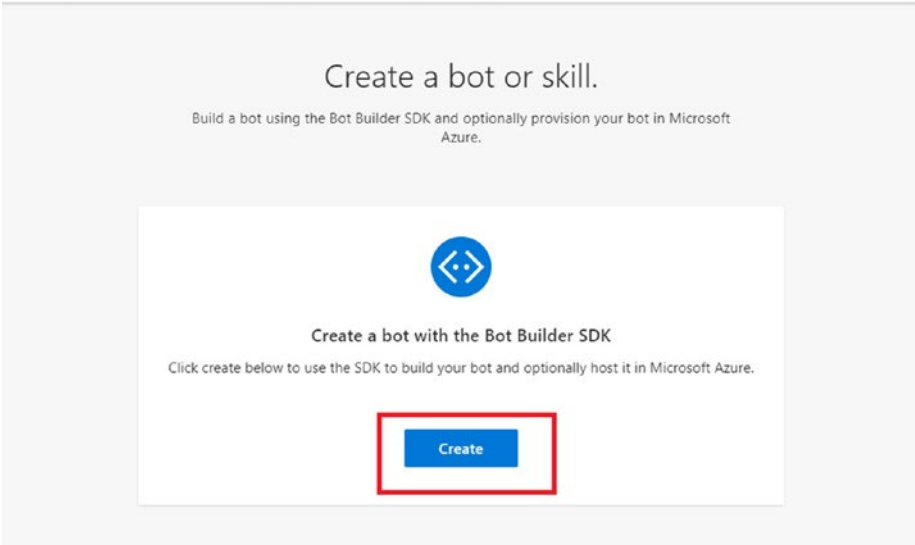 Create a bot or skill.
Build a bot using the Bot Builder SDK and optionally provision your bot in Microsoft
Azure.
Create a bot with the Bot Builder SDK
Click create below to use the SDK to build your bot and optionally host it in Microsoft Azure.
Create